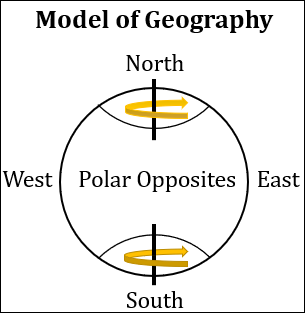 Model of Geography
North
West Polar Opposites East
South